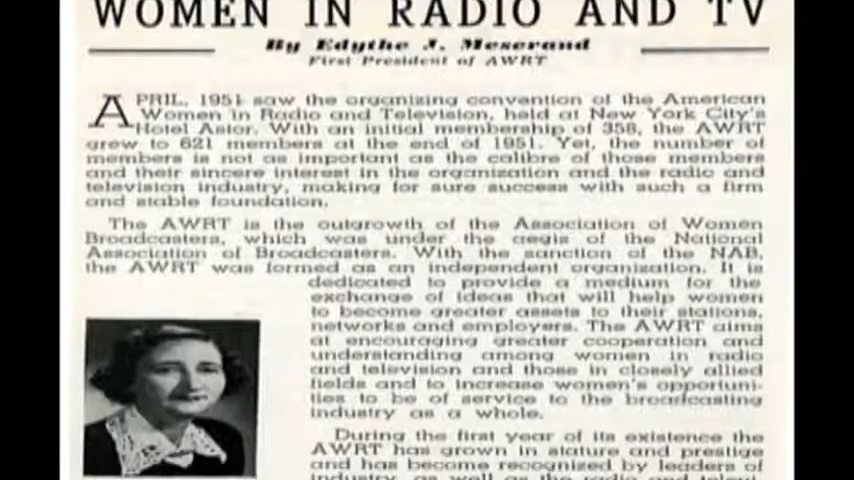 WOMEN IN RADIO AND TV
By Edythe J. Meserand
First President of AWRT
APRIL, 1951 saw the organizing convention of the American
Women in Radio and Television, held at New York City's
Hotel Astor. With an initial membership of 358, the AWRT
grew to 621 members at the end of 1951. Yet, the number of
members is not as important as the calibre of those members
and their sincere interest in the organization and the radio and
television industry, making for sure success with such a firm
and stable foundation.
The AWRT is the outgrowth of the Association of Women
Broadcasters, which was under the aegis of the National
Association of Broadcasters. With the sanction of the NAB,
the AWRT was formed as an independent organization. It is
dedicated to provide a medium for the
exchange of ideas that will help women
to become greater assets to their stations,
networks and employers. The AWRT aims
at encouraging greater cooperation and
understanding among women in radio
and television and those in closely allied
fields and to increase women's opportuni-
ties to be of service to the broadcasting
industry as a whole.
During the first year of its existence the
AWRT has grown in stature and prestige
and has become recognized by leaders of
industry, as well as the radio and televi-